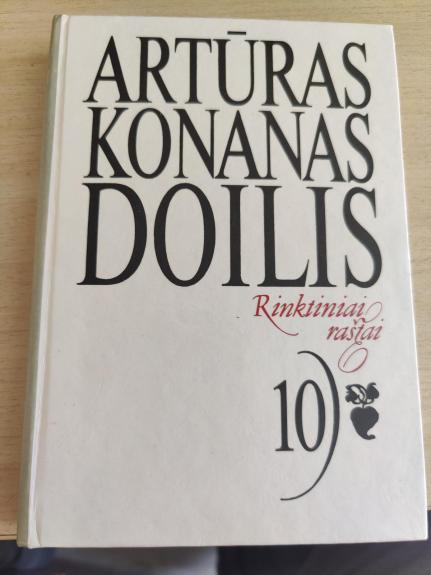 ARTŪRAS
KONANAS
DOILIS
Rinktiniai
raštai
10)